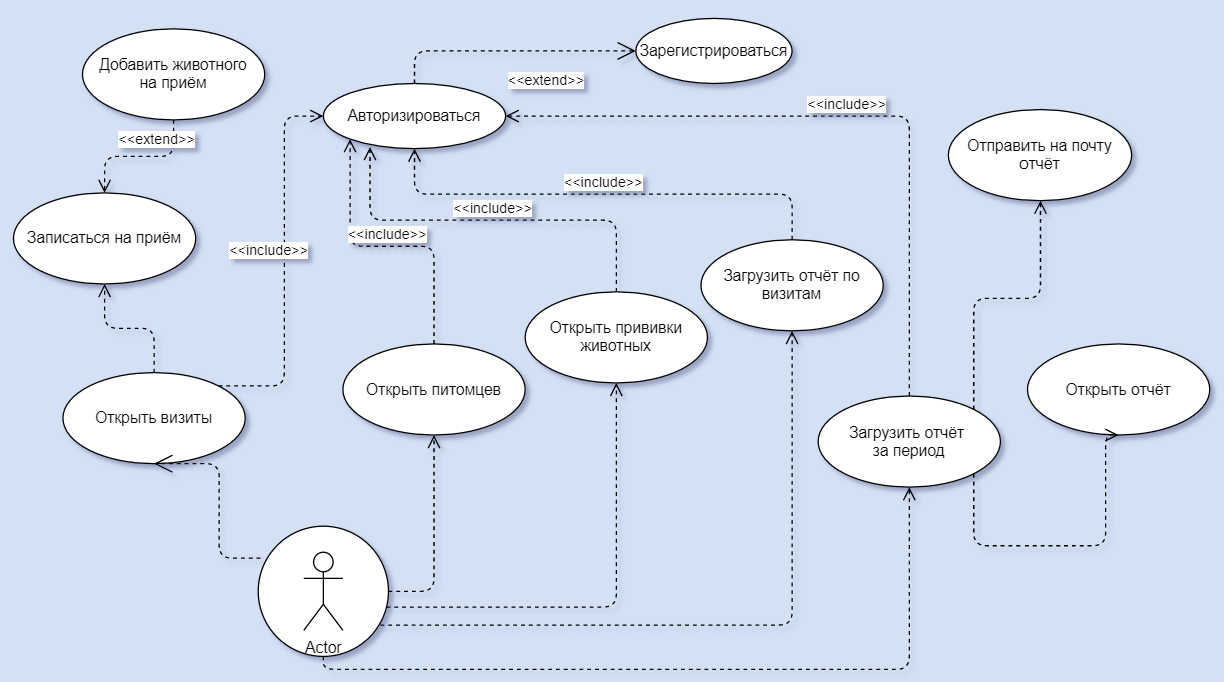 Добавить животного
на приём
Зарегистрироваться
<<extend>>
Авторизироваться
<<include>>
<<extend>>
Отправить на почту
отчёт
<<include>>
<<include>>
<<include>>
Записаться на приём
<<include>>
Загрузить отчёт по
визитам
Открыть прививки
животных
Открыть питомцев
Открыть отчёт
Открыть визиты
Загрузить отчёт
за период
Actor